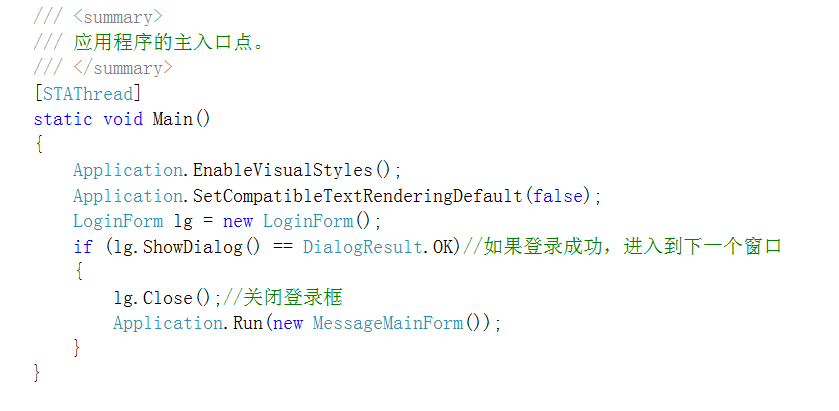 /// <summary>
/// 应用程序的主入口点。
/// </summary>
[STAThread]
static void Main()
{
    Application.EnableVisualStyles();
    Application.SetCompatibleTextRenderingDefault(false);
    LoginForm lg = new LoginForm();
    if (lg.ShowDialog() == DialogResult.OK)//如果登录成功，进入到下一个窗口
    {
        lg.Close();//关闭登录框
        Application.Run(new MessageMainForm());
    }
}